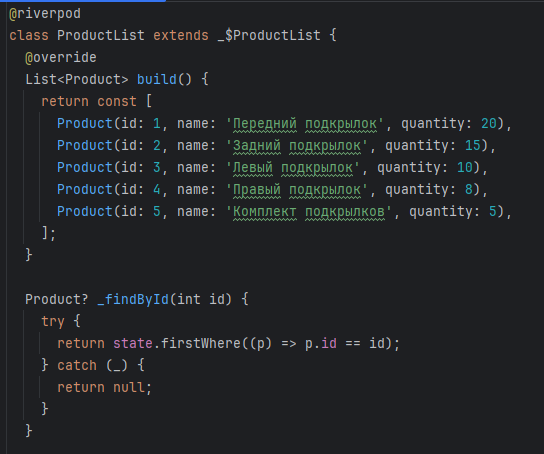 @riverpod
class ProductList extends _$ProductList {
  @override
  List<Product> build() {
    return const [
      Product(id: 1, name: 'Передний подкрылок', quantity: 20),
      Product(id: 2, name: 'Задний подкрылок', quantity: 15),
      Product(id: 3, name: 'Левый подкрылок', quantity: 10),
      Product(id: 4, name: 'Правый подкрылок', quantity: 8),
      Product(id: 5, name: 'Комплект подкрылков', quantity: 5),
    ];
  }

  Product? _findById(int id) {
    try {
      return state.firstWhere((p) => p.id == id);
    } catch (_) {
      return null;
    }
  }